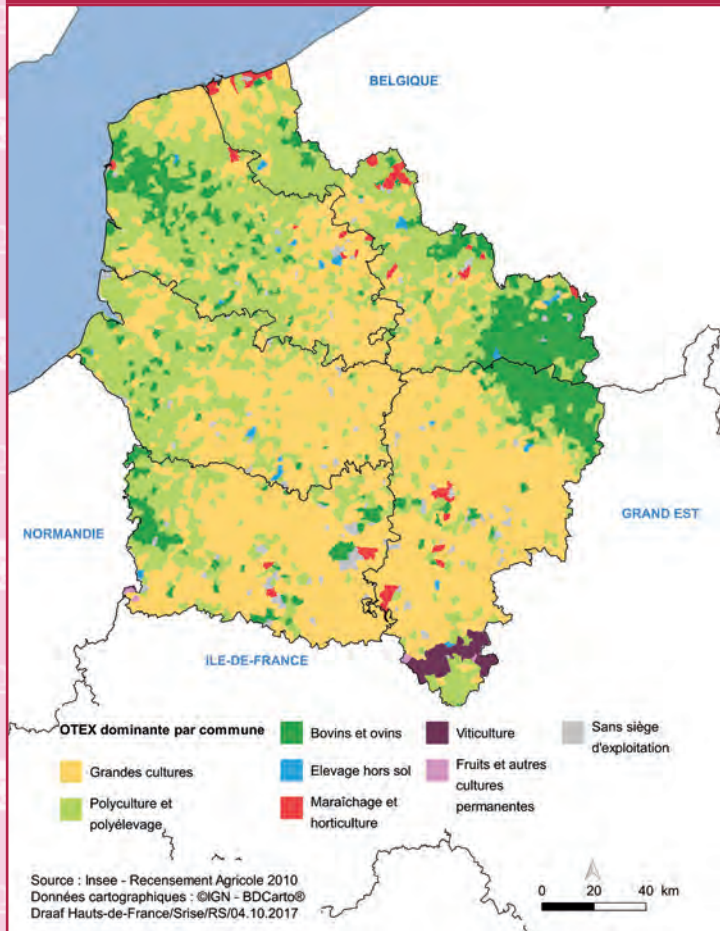 BELGIQUE
NORMANDIE
GRAND EST
ILE-DE-FRANCE
OTEX dominante par commune
Grandes cultures
Polyculture et
polyélevage
Bovins et ovins
Elevage hors sol
Maraîchage et
horticulture
Viticulture
Fruits et autres
cultures
permanentes
Sans siège
d'exploitation
Source : Insee - Recensement Agricole 2010
Données cartographiques : ©IGN - BDCarto®
Draaf Hauts-de-France/Srise/RS/04.10.2017
0 20 40 km